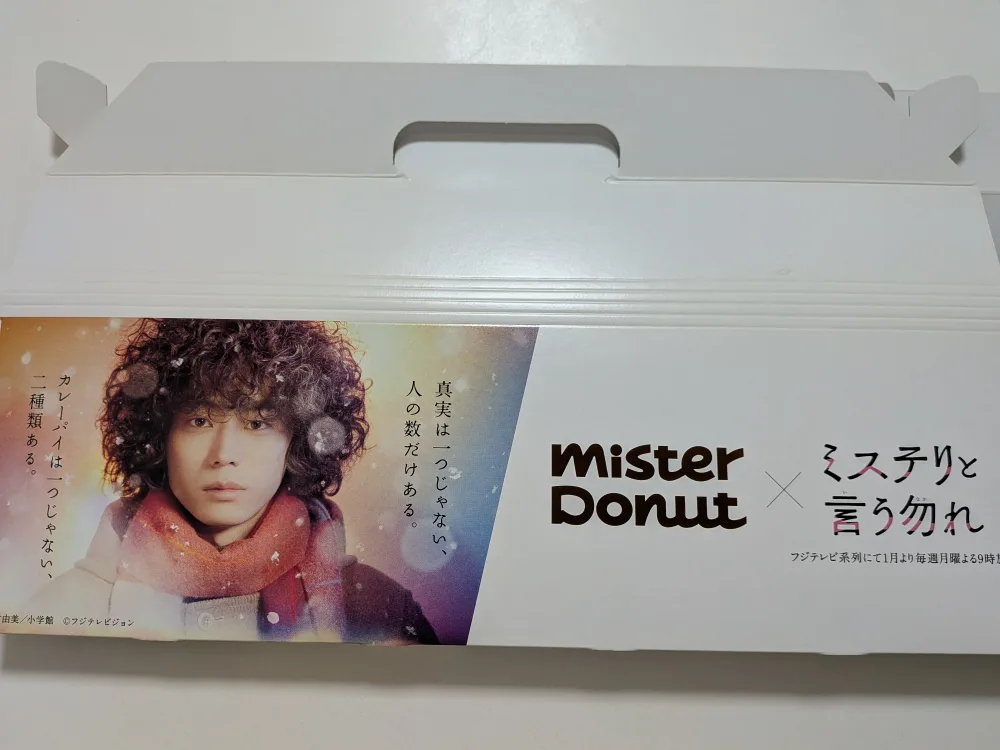 真実は一つじゃない、
人の数だけある。
カレーパイは一つじゃない、
二種類ある。
mister
Donut
×
ミステリと
言う勿れ
フジテレビ系列にて1月より毎週月曜よる9時
由美/小学館 ©フジテレビジョン